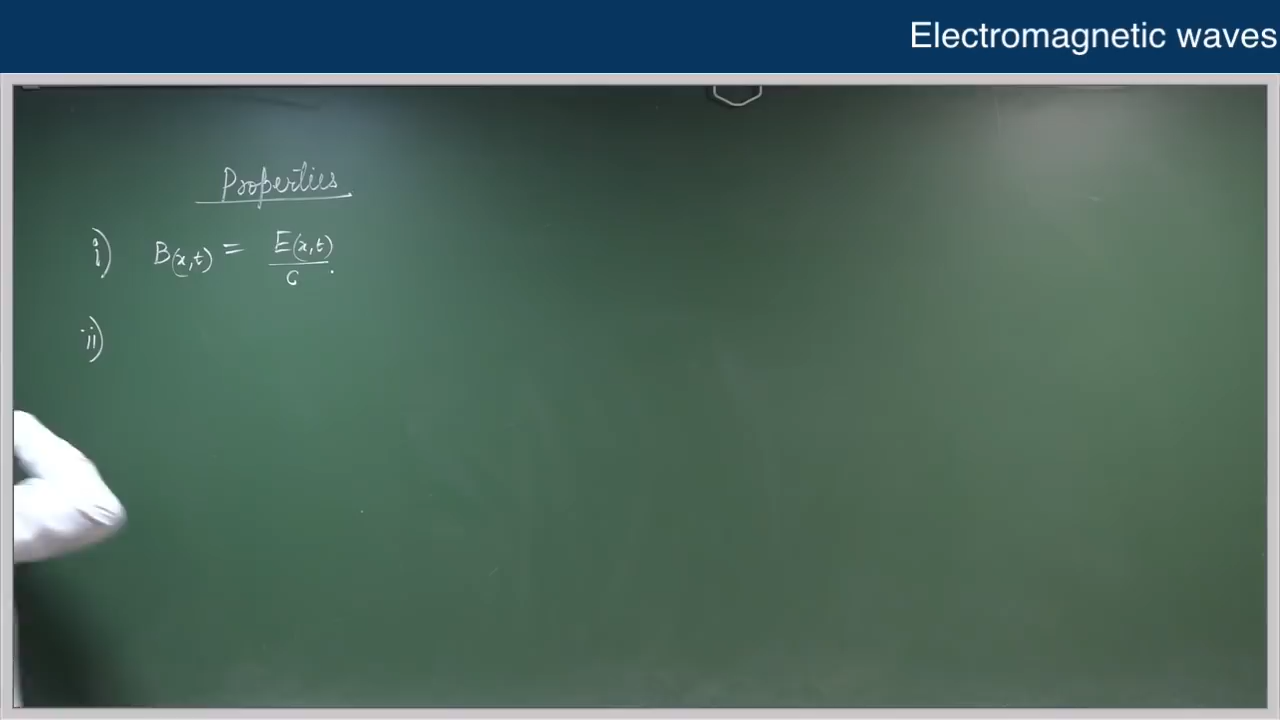 Electromagnetic waves
Properties
i) B(x,t) = E(x,t)/c.
ii)